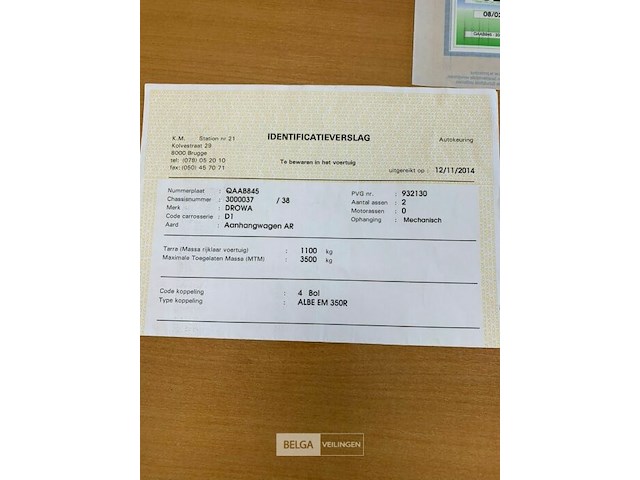 08/0
K.M. Station nr 21
Kolvestraat 29
8000 Brugge
tel: (078) 05 20 10
fax: (050) 45 70 71
IDENTIFICATIEVERSLAG
Te bewaren in het voertuig
Autokeuring
uitgereikt op : 12/11/2014
Nummerplaat : QAAB845
Chassisnummer : 3000037 / 38
Merk : DROWA
Code carrosserie : D1
Aard : Aanhangwagen AR
PVG nr. : 932130
Aantal assen : 2
Motorassen : 0
Ophanging : Mechanisch
Tarra (Massa rijklaar voertuig) : 1100 kg
Maximale Toegelaten Massa (MTM) : 3500 kg
Code koppeling : 4 Bol
Type koppeling : ALBE EM 350R
BELGA VEILINGEN